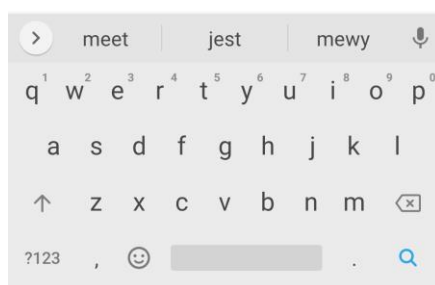 meet jest mewy
q1 w2 e3 r4 t5 y6 u7 i8 o9 p0
a s d f g h j k l
z x c v b n m
?123 , .